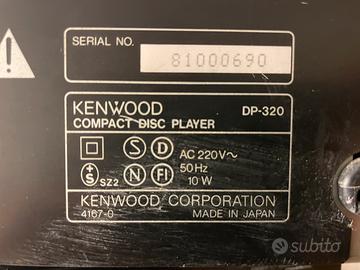 SERIAL NO. 81000690
KENWOOD DP-320
COMPACT DISC PLAYER
S D AC 220V~
50Hz
S SZ2 N FI 10W
KENWOOD CORPORATION
4167-0 MADE IN JAPAN
subito